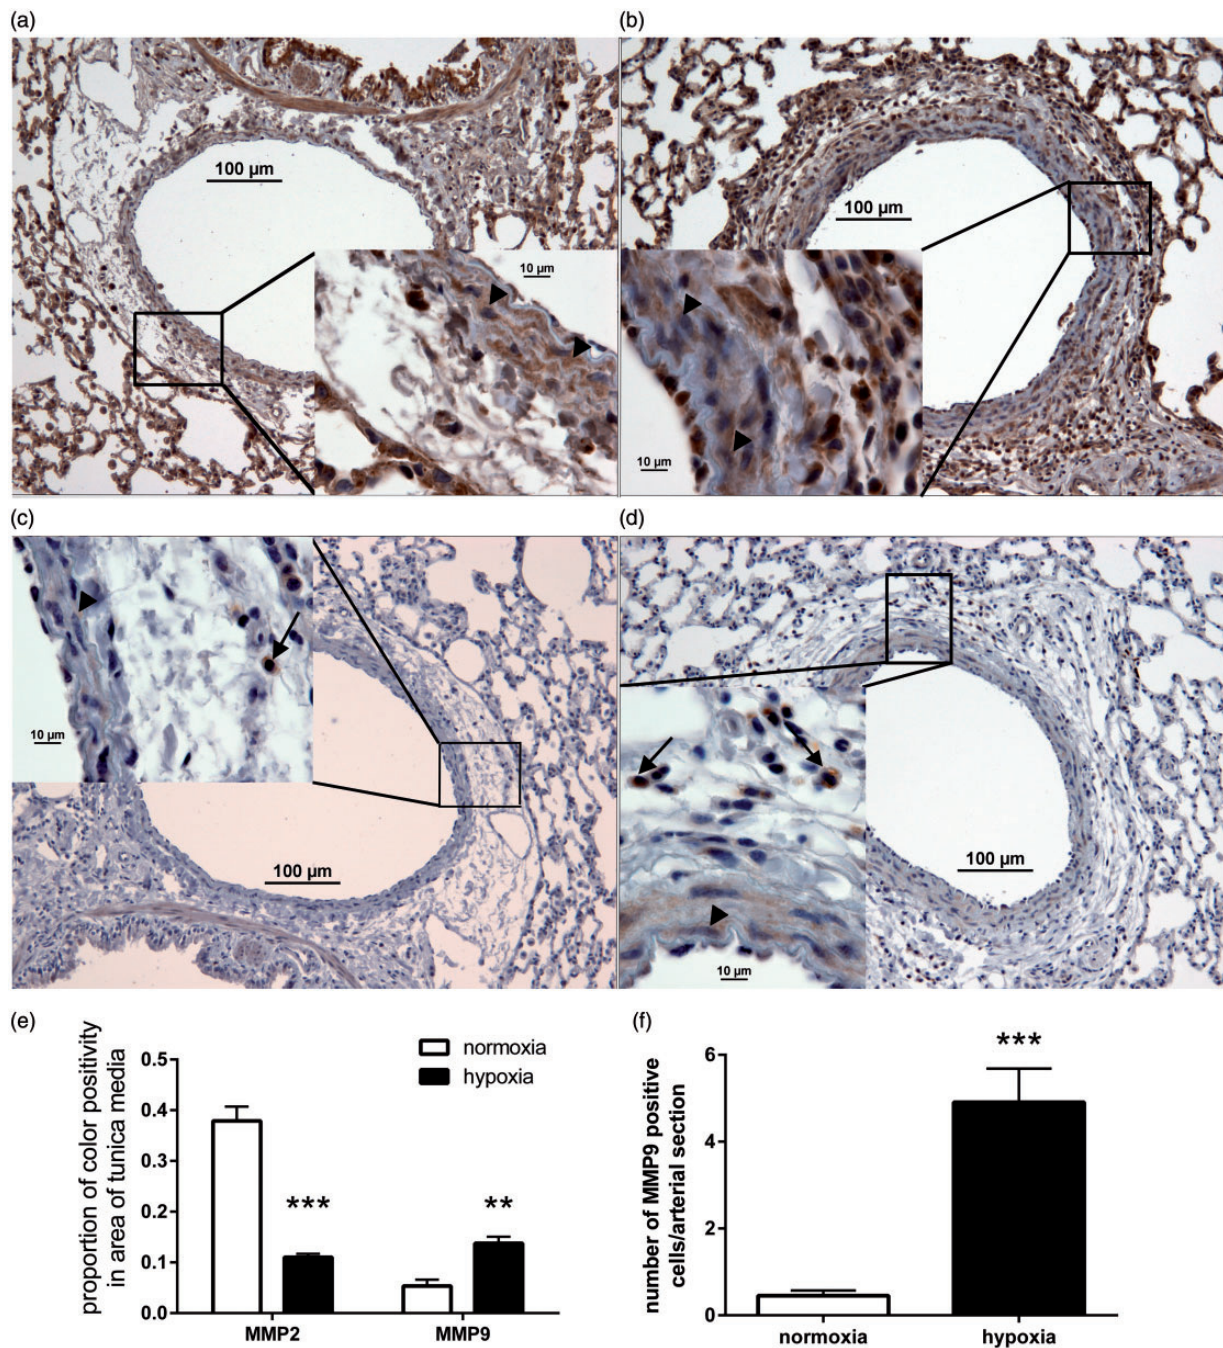 (a)
(b)
100 µm
10 µm
100 µm
10 µm
(c)
(d)
10 µm
100 µm
100 µm
10 µm
(e)
proportion of color positivity
in area of tunica media
0.5
0.4
0.3
0.2
0.1
0.0
normoxia
hypoxia
***
**
MMP2
MMP9
(f)
number of MMP9 positive
cells/arterial section
6
4
2
0
***
normoxia
hypoxia